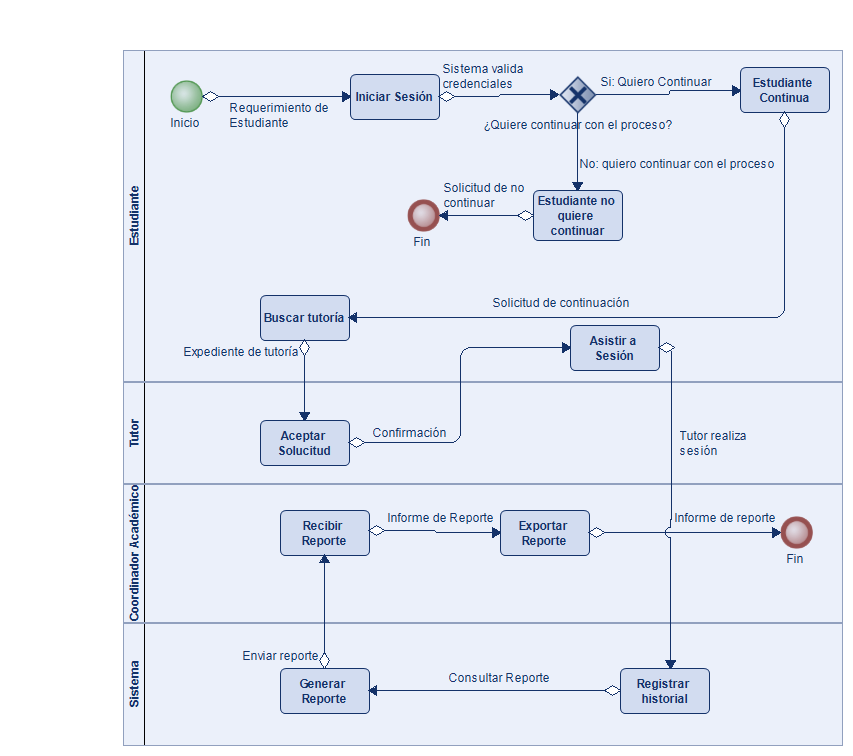 Estudiante
Inicio
Requerimiento de
Estudiante
Iniciar Sesión
Sistema valida
credenciales
¿Quiere continuar con el proceso?
Si: Quiero Continuar
Estudiante
Continua
No: quiero continuar con el proceso
Estudiante no
quiere
continuar
Solicitud de no
continuar
Fin
Solicitud de continuación
Buscar tutoría
Expediente de tutoría
Asistir a
Sesión
Tutor
Aceptar
Solucitud
Confirmación
Tutor realiza
sesión
Coordinador Académico
Recibir
Reporte
Informe de Reporte
Exportar
Reporte
Informe de reporte
Fin
Sistema
Enviar reporte
Generar
Reporte
Consultar Reporte
Registrar
historial